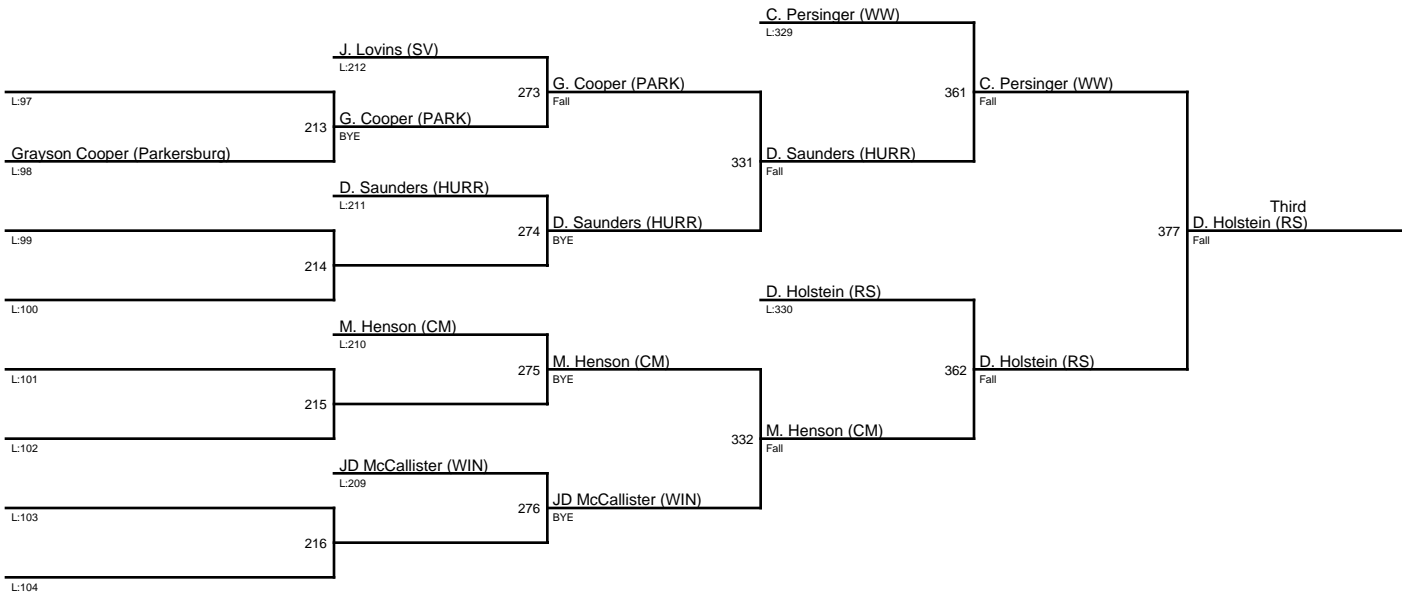 C. Persinger (WW)
L:329
J. Lovins (SV)
L:212
273
G. Cooper (PARK)
Fall
361
C. Persinger (WW)
Fall
L:97
213
G. Cooper (PARK)
BYE
Grayson Cooper (Parkersburg)
L:98
331
D. Saunders (HURR)
Fall
D. Saunders (HURR)
L:211
274
D. Saunders (HURR)
BYE
L:99
214
L:100
377
Third
D. Holstein (RS)
Fall
D. Holstein (RS)
L:330
M. Henson (CM)
L:210
275
M. Henson (CM)
BYE
362
D. Holstein (RS)
Fall
L:101
215
L:102
332
M. Henson (CM)
Fall
JD McCallister (WIN)
L:209
276
JD McCallister (WIN)
BYE
L:103
216
L:104